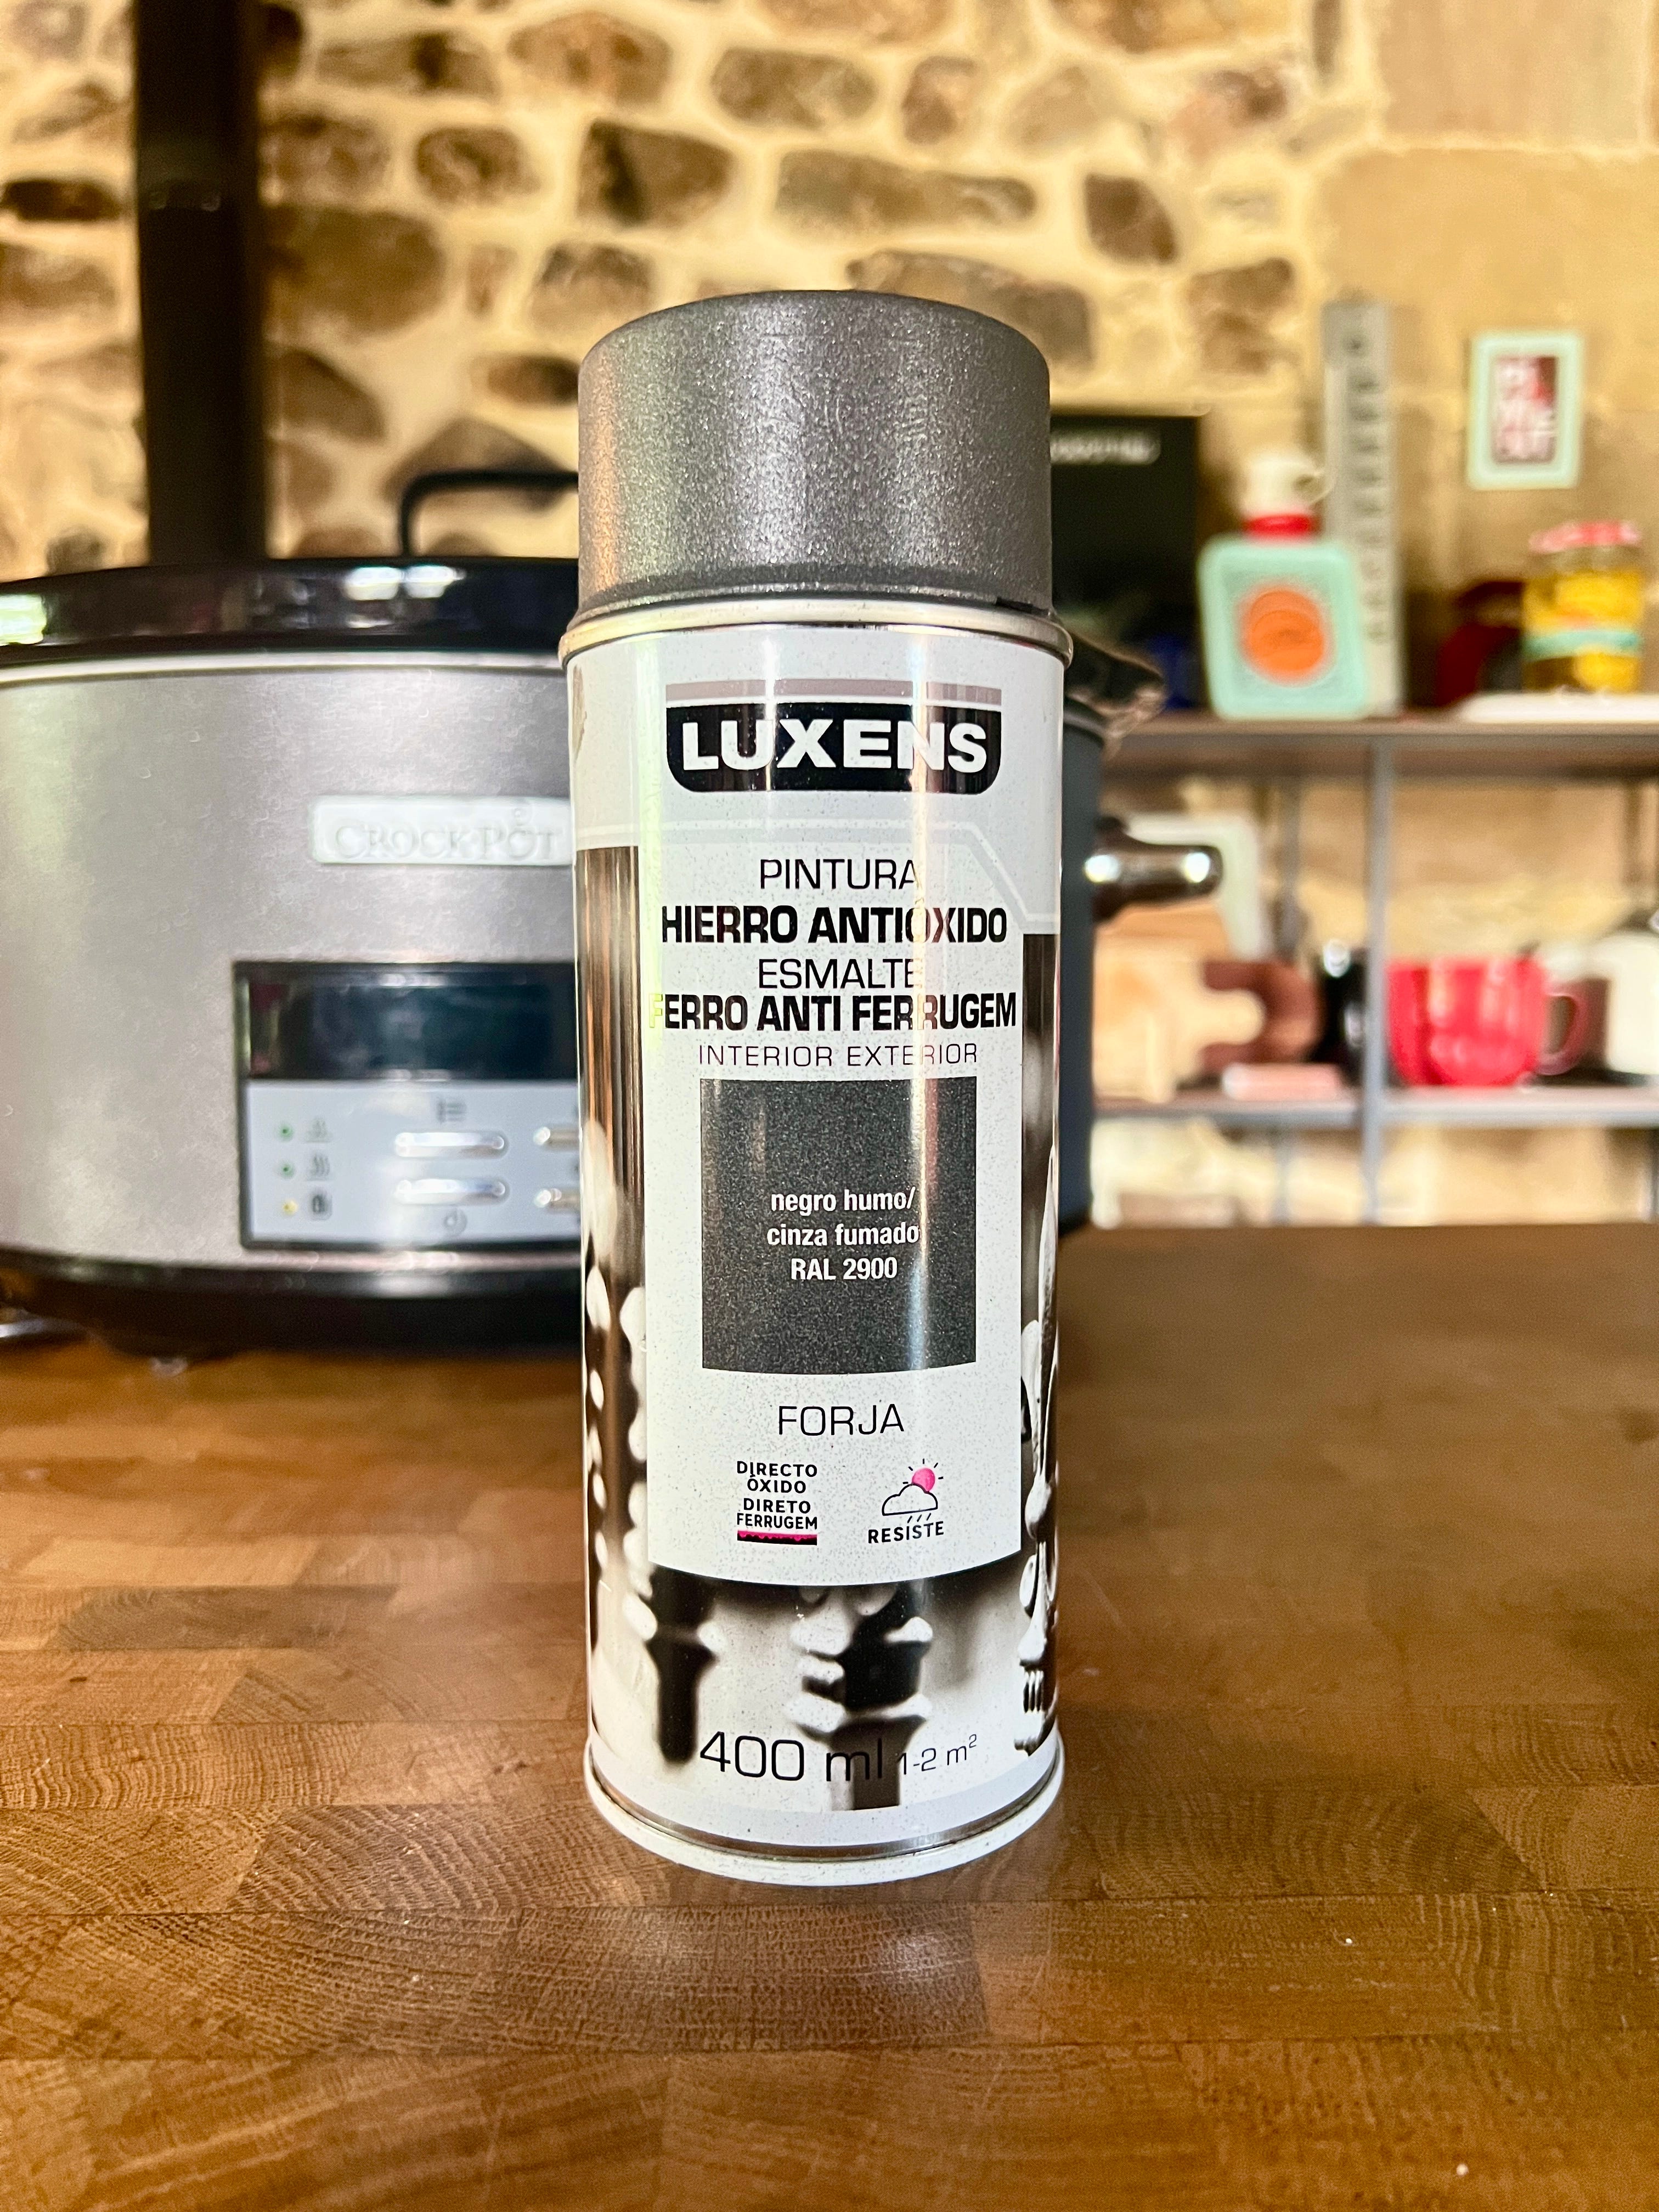 LUXENS
PINTURA
HIERRO ANTIÓXIDO
ESMALTE
FERRO ANTI FERRUGEM
INTERIOR EXTERIOR
negro humo/
cinza fumado
RAL 2900
FORJA
DIRECTO
ÓXIDO
DIRETO
FERRUGEM
RESISTE
400 ml 1-2 m²
CROCK-POT